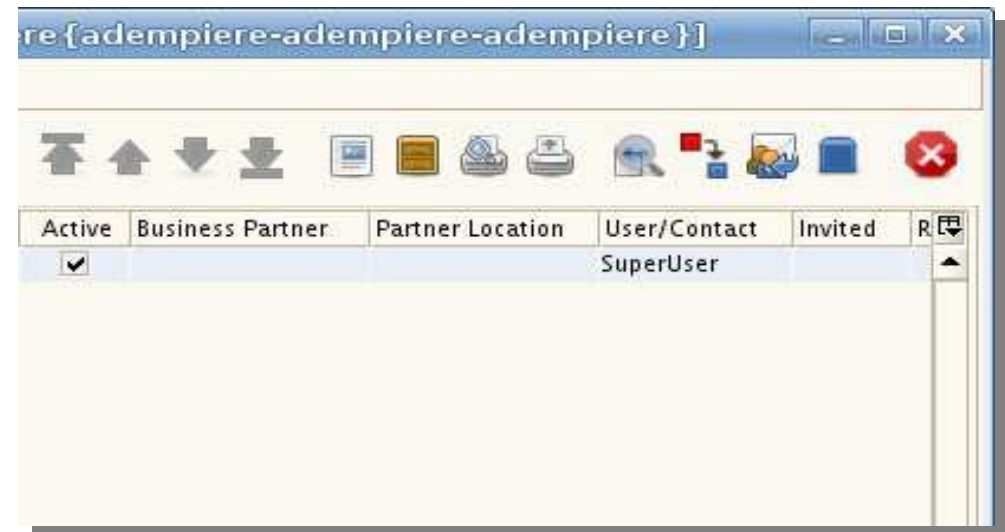 re {adempiere-adempiere-adempiere}]
Active Business Partner Partner Location User/Contact Invited R
SuperUser